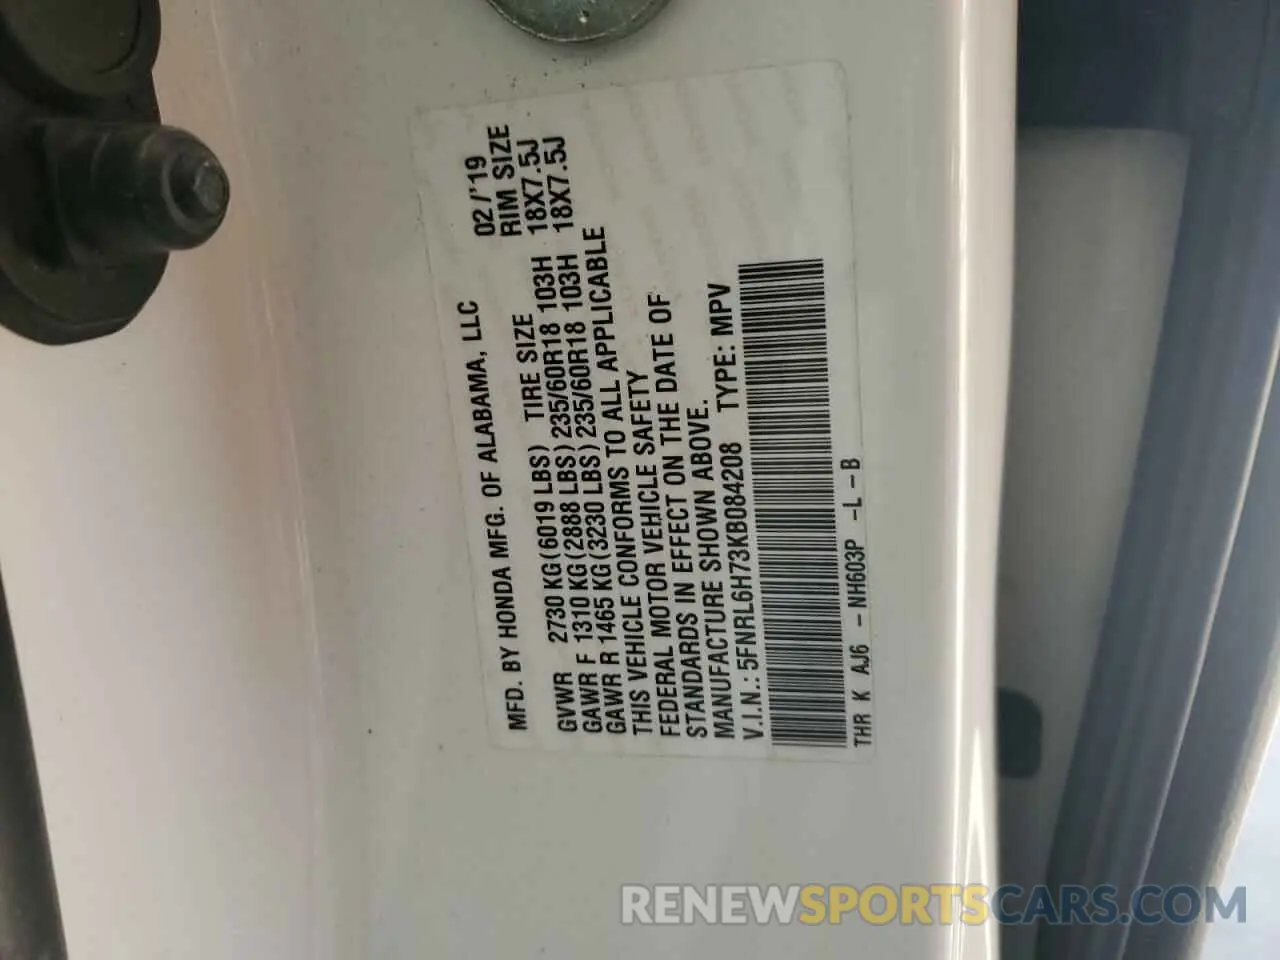 MFD. BY HONDA MFG. OF ALABAMA, LLC 02/'19
GVWR 2730 KG(6019 LBS) TIRE SIZE RIM SIZE
GAWR F 1310 KG(2888 LBS) 235/60R18 103H 18X7.5J
GAWR R 1465 KG(3230 LBS) 235/60R18 103H 18X7.5J
THIS VEHICLE CONFORMS TO ALL APPLICABLE
FEDERAL MOTOR VEHICLE SAFETY
STANDARDS IN EFFECT ON THE DATE OF
MANUFACTURE SHOWN ABOVE.
V.I.N.: 5FNRL6H73KB084208 TYPE: MPV
THR K AJ6 - NH603P -L-B
RENEWSPORTSCARS.COM